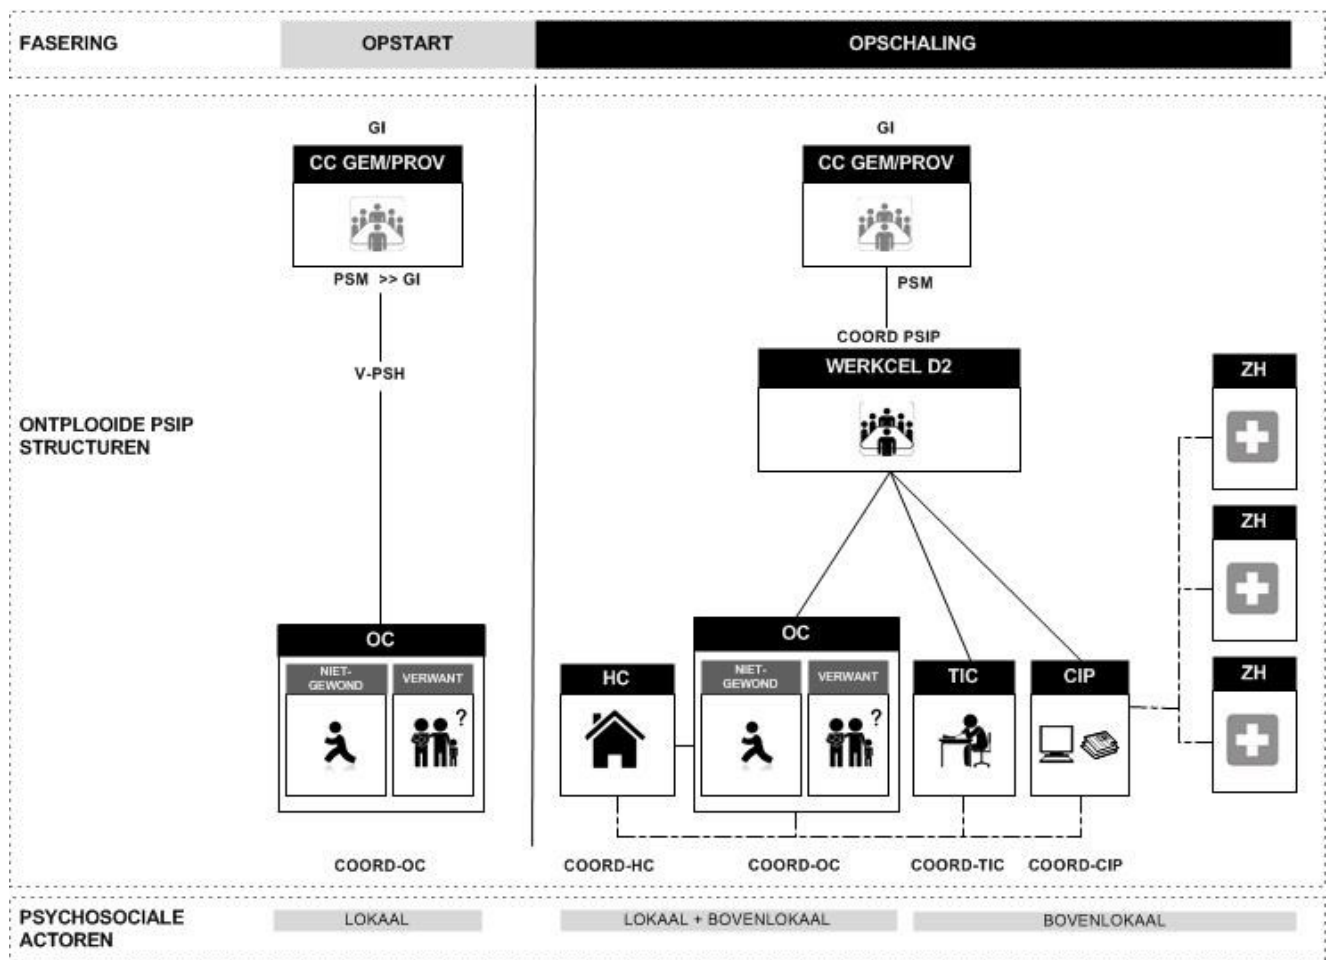 FASERING
OPSTART
OPSCHALING
GI
CC GEM/PROV
PSM >> GI
V-PSH
GI
CC GEM/PROV
PSM
COORD PSIP
WERKCEL D2
ZH
ZH
ZH
ONTPLOOIDE PSIP
STRUCTUREN
OC
NIET-
GEWOND
VERWANT
?
HC
OC
NIET-
GEWOND
VERWANT
?
TIC
CIP
COORD-OC
COORD-HC
COORD-OC
COORD-TIC
COORD-CIP
PSYCHOSOCIALE
ACTOREN
LOKAAL
LOKAAL + BOVENLOKAAL
BOVENLOKAAL